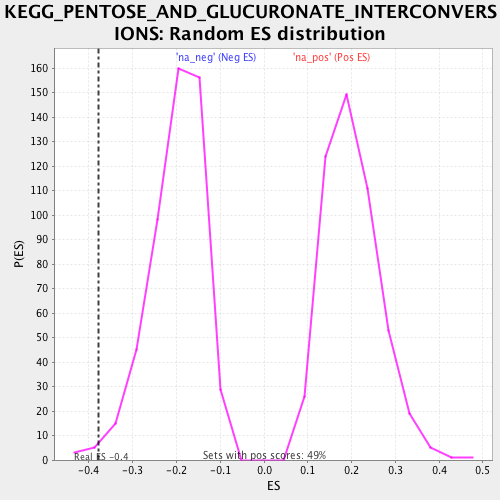 KEGG_PENTOSE_AND_GLUCURONATE_INTERCONVERS
IONS: Random ES distribution
'na_neg' (Neg ES) 'na_pos' (Pos ES)
160
150
140
130
120
110
100
90
80
70
60
50
40
30
20
10
0
P(ES)
Real ES -0.4
Sets with pos scores: 49%
-0.4 -0.3 -0.2 -0.1 0.0 0.1 0.2 0.3 0.4 0.5
ES